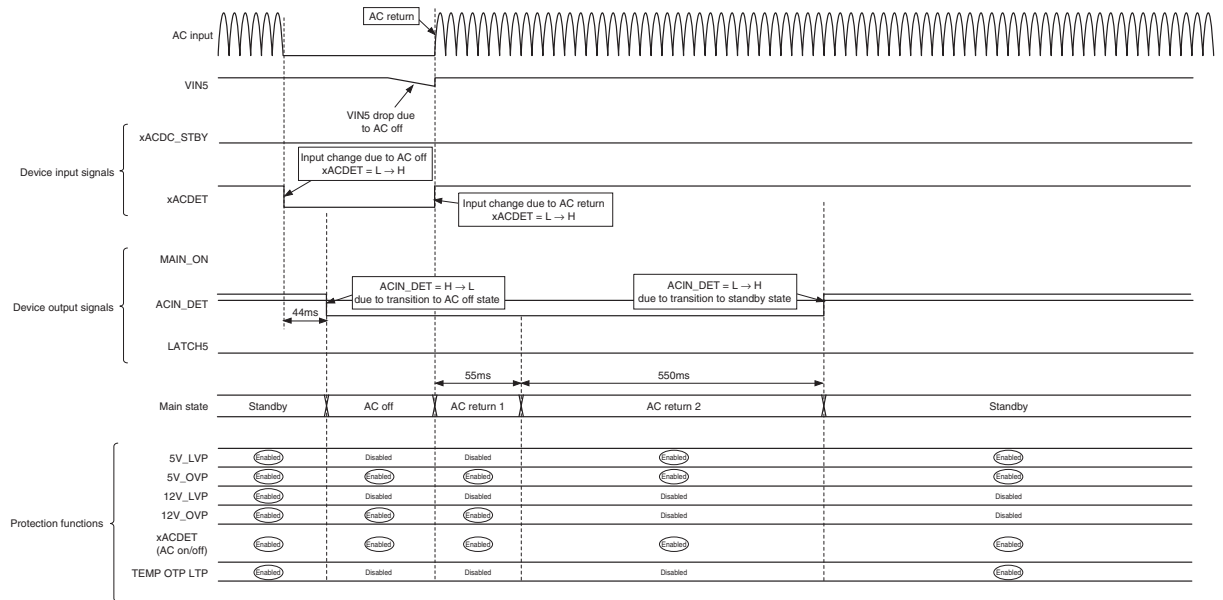 AC return
AC input
VIN5
VIN5 drop due
to AC off
xACDC_STBY
Device input signals
Input change due to AC off
xACDET = L → H
xACDET
Input change due to AC return
xACDET = L → H
MAIN_ON
Device output signals
ACIN_DET
ACIN_DET = H → L
due to transition to AC off state
ACIN_DET = L → H
due to transition to standby state
44ms
LATCH5
55ms
550ms
Main state
Standby
AC off
AC return 1
AC return 2
Standby
Protection functions
5V_LVP Enabled Disabled Disabled Enabled Enabled
5V_OVP Enabled Enabled Enabled Enabled Enabled
12V_LVP Enabled Disabled Disabled Disabled Disabled
12V_OVP Enabled Enabled Enabled Disabled Disabled
xACDET
(AC on/off) Enabled Enabled Enabled Enabled Enabled
TEMP OTP LTP Enabled Disabled Disabled Disabled Enabled